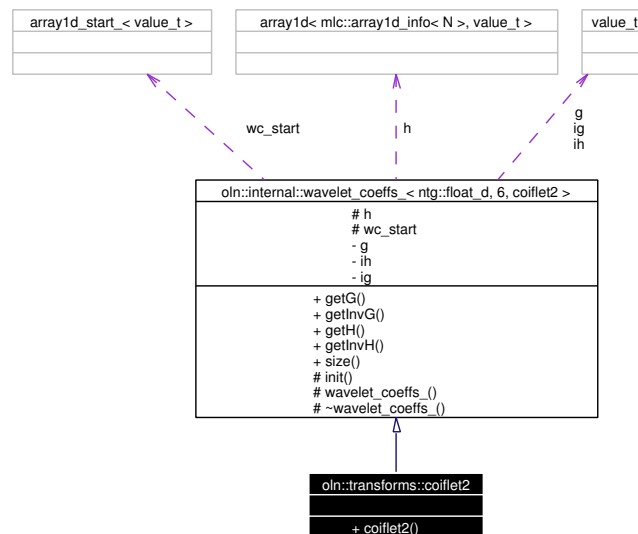 array1d_start_< value_t >
array1d< mlc::array1d_info< N >, value_t >
value_t
wc_start
h
g
ig
ih
oln::internal::wavelet_coeffs_< ntg::float_d, 6, coiflet2 >
# h
# wc_start
- g
- ih
- ig
+ getG()
+ getInvG()
+ getH()
+ getInvH()
+ size()
# init()
# wavelet_coeffs_()
# ~wavelet_coeffs_()
oln::transforms::coiflet2
+ coiflet2()